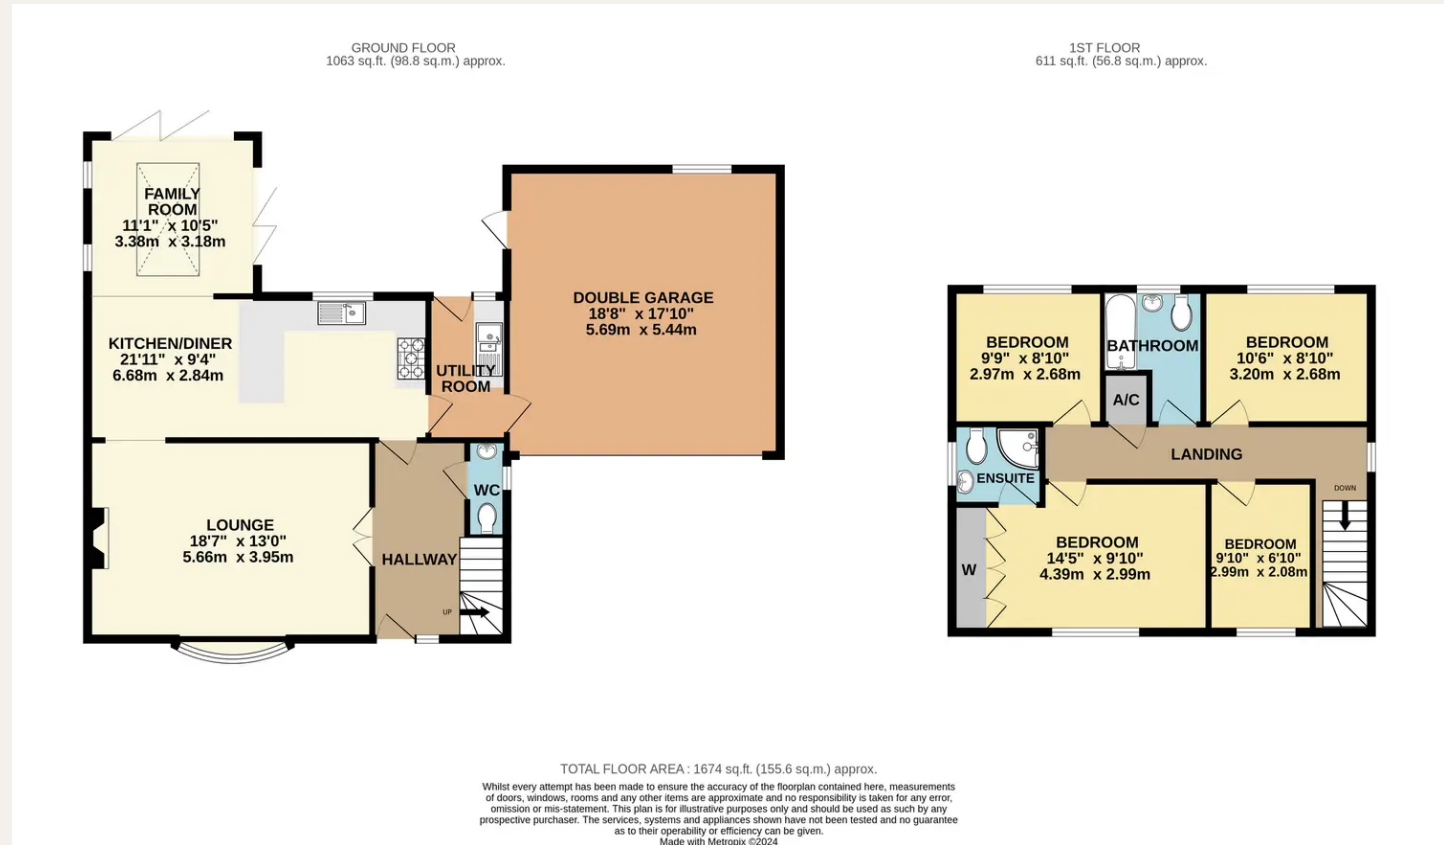 GROUND FLOOR
1063 sq.ft. (98.8 sq.m.) approx.
1ST FLOOR
611 sq.ft. (56.8 sq.m.) approx.
FAMILY
ROOM
11'1" x 10'5"
3.38m x 3.18m
KITCHEN/DINER
21'11" x 9'4"
6.68m x 2.84m
UTILITY
ROOM
DOUBLE GARAGE
18'8" x 17'10"
5.69m x 5.44m
LOUNGE
18'7" x 13'0"
5.66m x 3.95m
HALLWAY
WC
UP
BEDROOM
9'9" x 8'10"
2.97m x 2.68m
BATHROOM
A/C
BEDROOM
10'6" x 8'10"
3.20m x 2.68m
ENSUITE
LANDING
DOWN
W
BEDROOM
14'5" x 9'10"
4.39m x 2.99m
BEDROOM
9'10" x 6'10"
2.99m x 2.08m
TOTAL FLOOR AREA : 1674 sq.ft. (155.6 sq.m.) approx.
Whilst every attempt has been made to ensure the accuracy of the floorplan contained here, measurements
of doors, windows, rooms and any other items are approximate and no responsibility is taken for any error,
omission or mis-statement. This plan is for illustrative purposes only and should be used as such by any
prospective purchaser. The services, systems and appliances shown have not been tested and no guarantee
as to their operability or efficiency can be given.
Made with Metropix ©2024